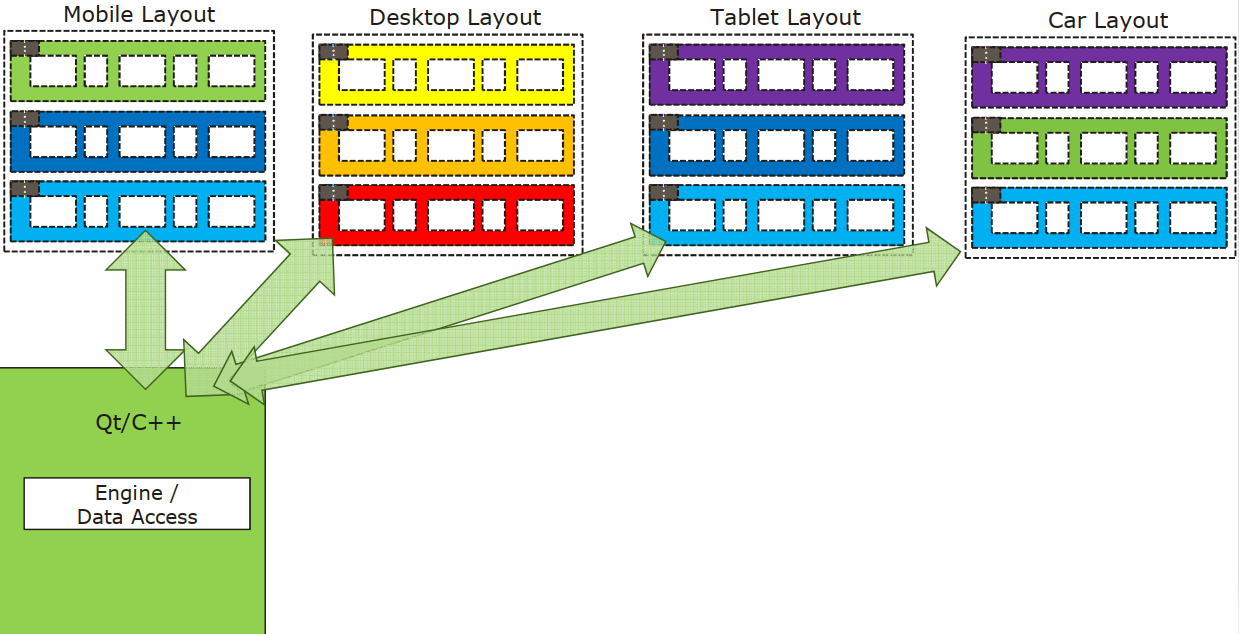 Mobile Layout
Desktop Layout
Tablet Layout
Car Layout
Qt/C++
Engine /
Data Access